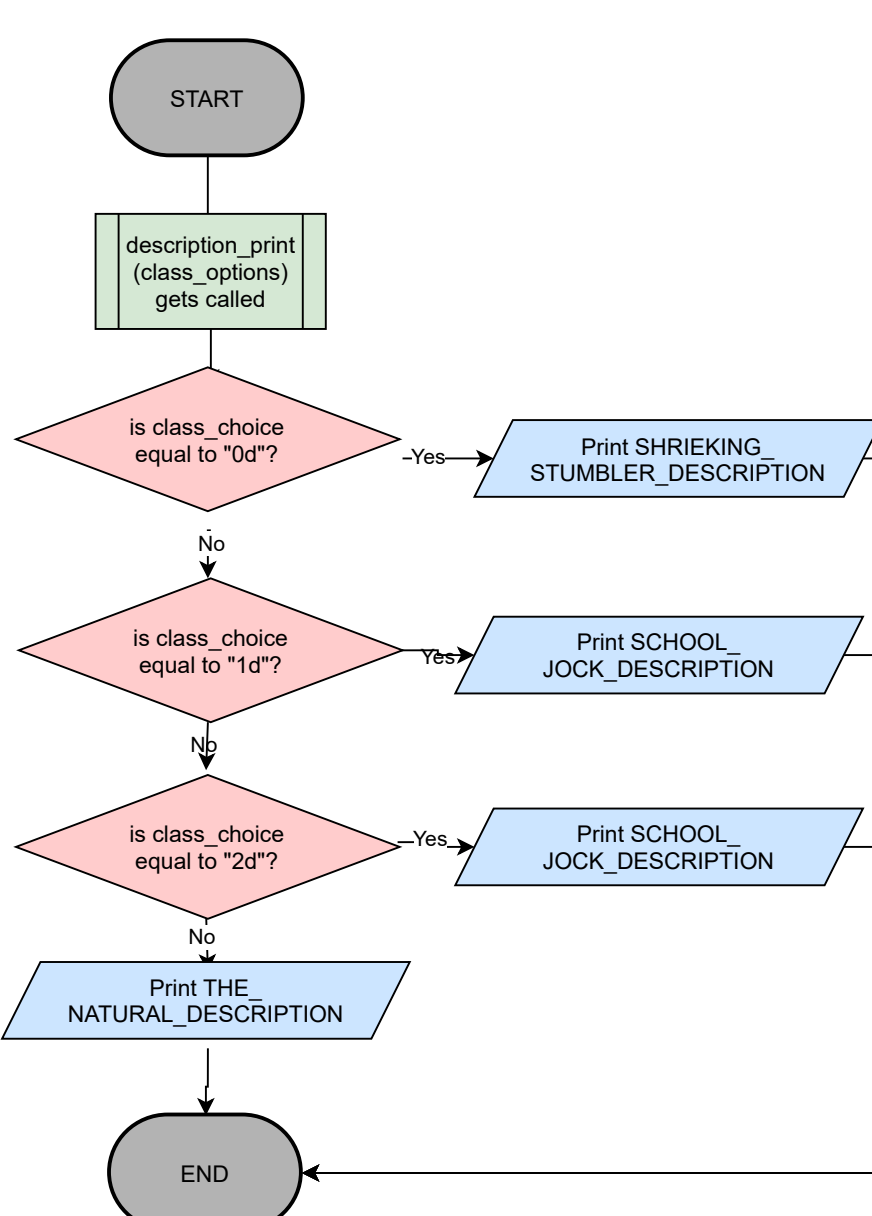 START
description_print
(class_options)
gets called
is class_choice
equal to "0d"?
Yes
Print SHRIEKING_
STUMBLER_DESCRIPTION
No
is class_choice
equal to "1d"?
Yes
Print SCHOOL_
JOCK_DESCRIPTION
No
is class_choice
equal to "2d"?
Yes
Print SCHOOL_
JOCK_DESCRIPTION
No
Print THE_
NATURAL_DESCRIPTION
END